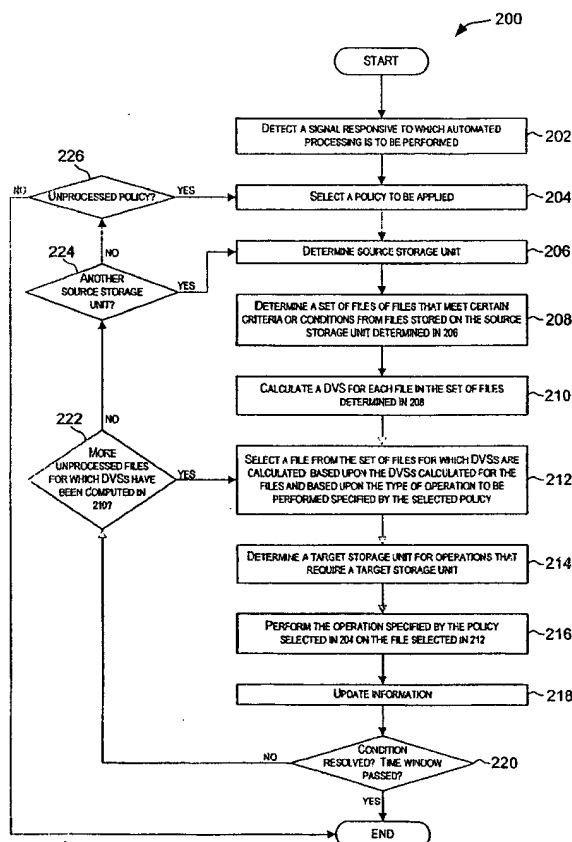 200
START
DETECT A SIGNAL RESPONSIVE TO WHICH AUTOMATED
PROCESSING IS TO BE PERFORMED
202
226
NO
UNPROCESSED POLICY?
YES
SELECT A POLICY TO BE APPLIED
204
224
NO
DETERMINE SOURCE STORAGE UNIT
206
ANOTHER
SOURCE STORAGE
UNIT?
YES
DETERMINE A SET OF FILES OF FILES THAT MEET CERTAIN
CRITERIA OR CONDITIONS FROM FILES STORED ON THE SOURCE
STORAGE UNIT DETERMINED IN 206
208
CALCULATE A DVS FOR EACH FILE IN THE SET OF FILES
DETERMINED IN 208
210
NO
222
MORE
UNPROCESSED FILES
FOR WHICH DVSS HAVE
BEEN COMPUTED IN
210?
YES
SELECT A FILE FROM THE SET OF FILES FOR WHICH DVSS ARE
CALCULATED BASED UPON THE DVSS CALCULATED FOR THE
FILES AND BASED UPON THE TYPE OF OPERATION TO BE
PERFORMED SPECIFIED BY THE SELECTED POLICY
212
DETERMINE A TARGET STORAGE UNIT FOR OPERATIONS THAT
REQUIRE A TARGET STORAGE UNIT
214
PERFORM THE OPERATION SPECIFIED BY THE POLICY
SELECTED IN 204 ON THE FILE SELECTED IN 212
216
UPDATE INFORMATION
218
NO
CONDITION
RESOLVED? TIME WINDOW
PASSED?
220
YES
END